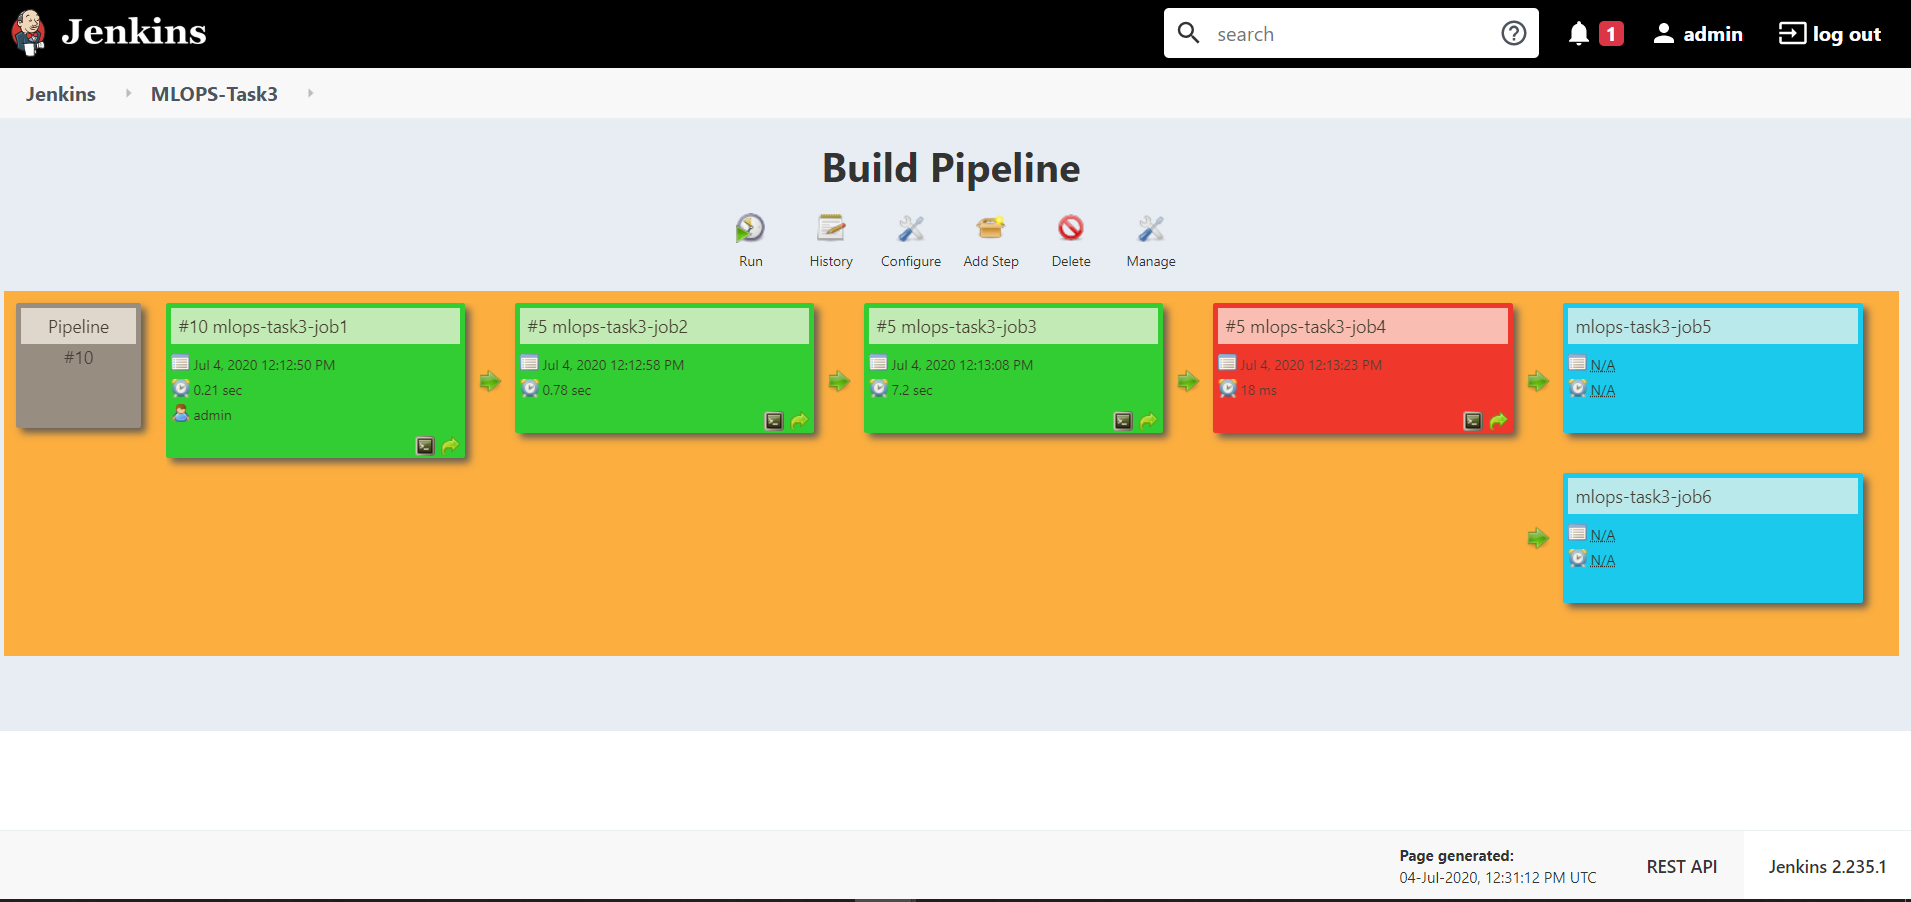 Jenkins
search
1
admin
log out
Jenkins
MLOPS-Task3
Build Pipeline
Run
History
Configure
Add Step
Delete
Manage
Pipeline
#10
#10 mlops-task3-job1
Jul 4, 2020 12:12:50 PM
0.21 sec
admin
#5 mlops-task3-job2
Jul 4, 2020 12:12:58 PM
0.78 sec
#5 mlops-task3-job3
Jul 4, 2020 12:13:08 PM
7.2 sec
#5 mlops-task3-job4
Jul 4, 2020 12:13:23 PM
18 ms
mlops-task3-job5
N/A
N/A
mlops-task3-job6
N/A
N/A
Page generated:
04-Jul-2020, 12:31:12 PM UTC
REST API
Jenkins 2.235.1